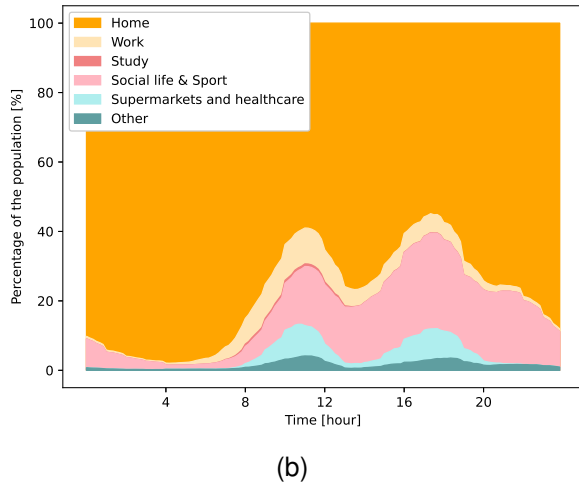 Percentage of the population [%]
100
80
60
40
20
0
Home
Work
Study
Social life & Sport
Supermarkets and healthcare
Other
4 8 12 16 20
Time [hour]
(b)